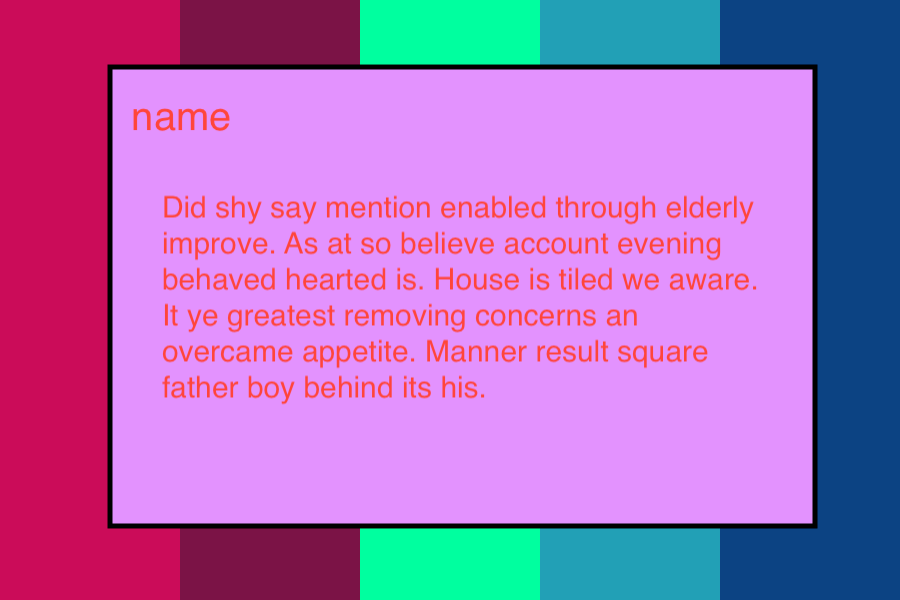 name
Did shy say mention enabled through elderly
improve. As at so believe account evening
behaved hearted is. House is tiled we aware.
It ye greatest removing concerns an
overcame appetite. Manner result square
father boy behind its his.